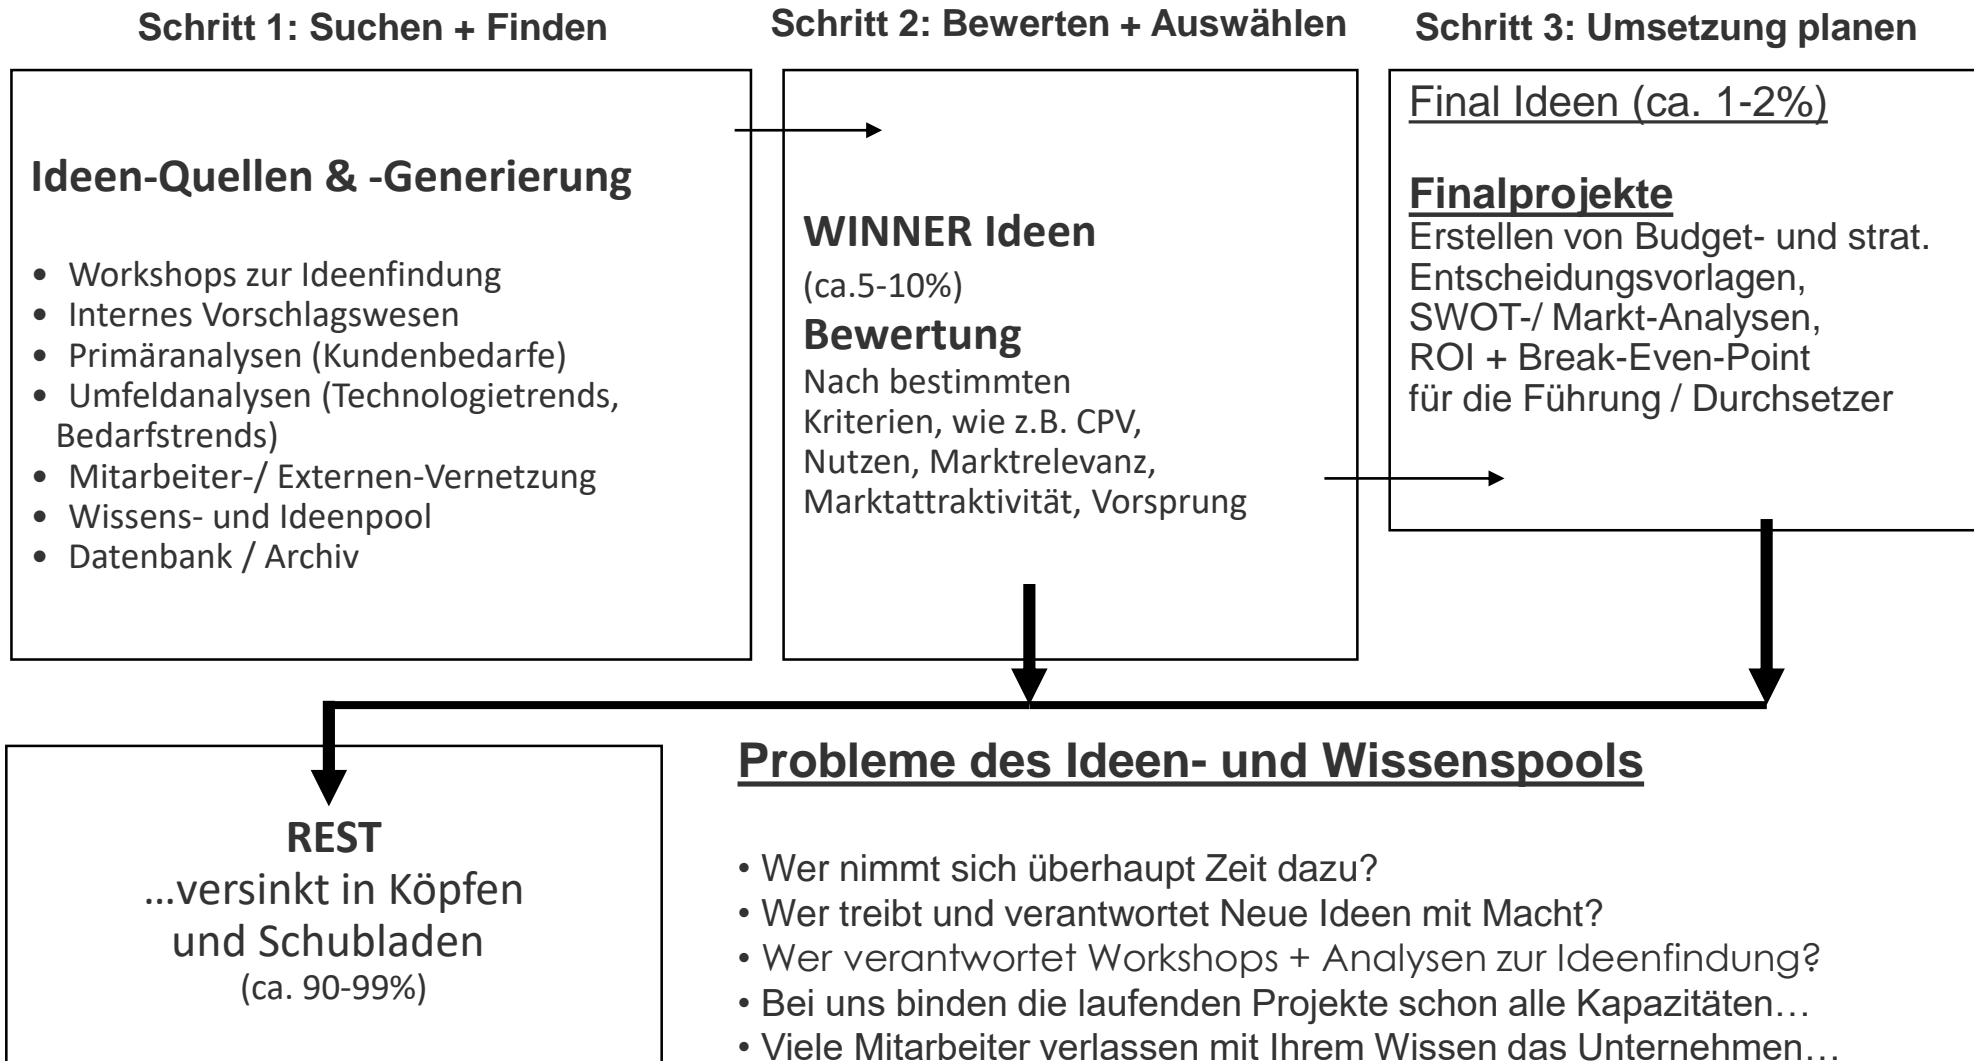 Schritt 1: Suchen + Finden
Schritt 2: Bewerten + Auswählen
Schritt 3: Umsetzung planen
Ideen-Quellen & -Generierung
• Workshops zur Ideenfindung
• Internes Vorschlagswesen
• Primäranalysen (Kundenbedarfe)
• Umfeldanalysen (Technologietrends,
Bedarfstrends)
• Mitarbeiter-/ Externen-Vernetzung
• Wissens- und Ideenpool
• Datenbank / Archiv
WINNER Ideen
(ca.5-10%)
Bewertung
Nach bestimmten
Kriterien, wie z.B. CPV,
Nutzen, Marktrelevanz,
Marktattraktivität, Vorsprung
Final Ideen (ca. 1-2%)
Finalprojekte
Erstellen von Budget- und strat.
Entscheidungsvorlagen,
SWOT-/ Markt-Analysen,
ROI + Break-Even-Point
für die Führung / Durchsetzer
REST
...versinkt in Köpfen
und Schubladen
(ca. 90-99%)
Probleme des Ideen- und Wissenspools
• Wer nimmt sich überhaupt Zeit dazu?
• Wer treibt und verantwortet Neue Ideen mit Macht?
• Wer verantwortet Workshops + Analysen zur Ideenfindung?
• Bei uns binden die laufenden Projekte schon alle Kapazitäten…
• Viele Mitarbeiter verlassen mit Ihrem Wissen das Unternehmen…